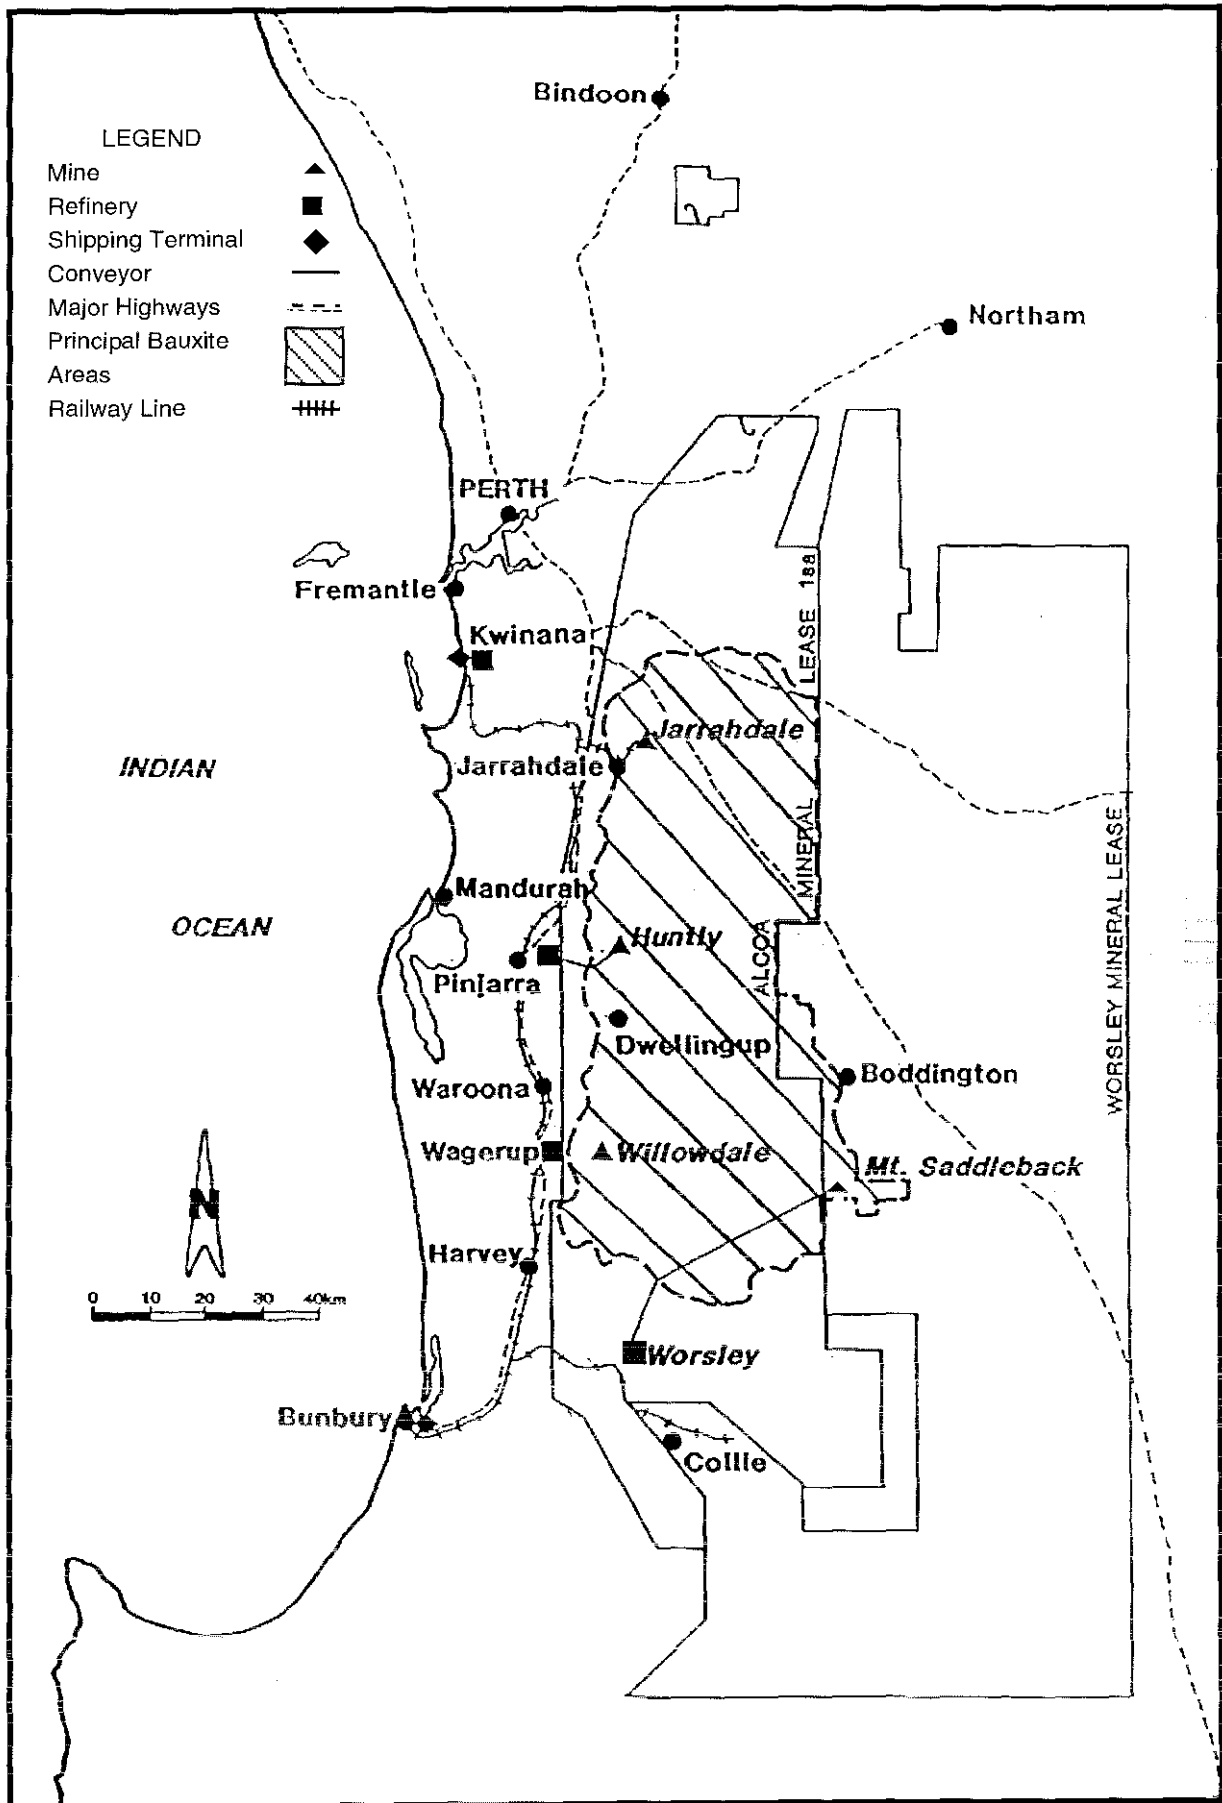 Bindoon
LEGEND
Mine
Refinery
Shipping Terminal
Conveyor
Major Highways
Principal Bauxite
Areas
Railway Line
Northam
PERTH
Fremantle
Kwinana
Jarrahdale
Jarrahdale
INDIAN
OCEAN
Mandurah
Huntly
Pinjarra
Dwellingup
Waroona
Boddington
Wagerup
Willowdale
Mt. Saddleback
N
Harvey
0 10 20 30 40km
Worsley
Bunbury
Collie
ALCOA MINERAL LEASE 1sa
WORSLEY MINERAL LEASE